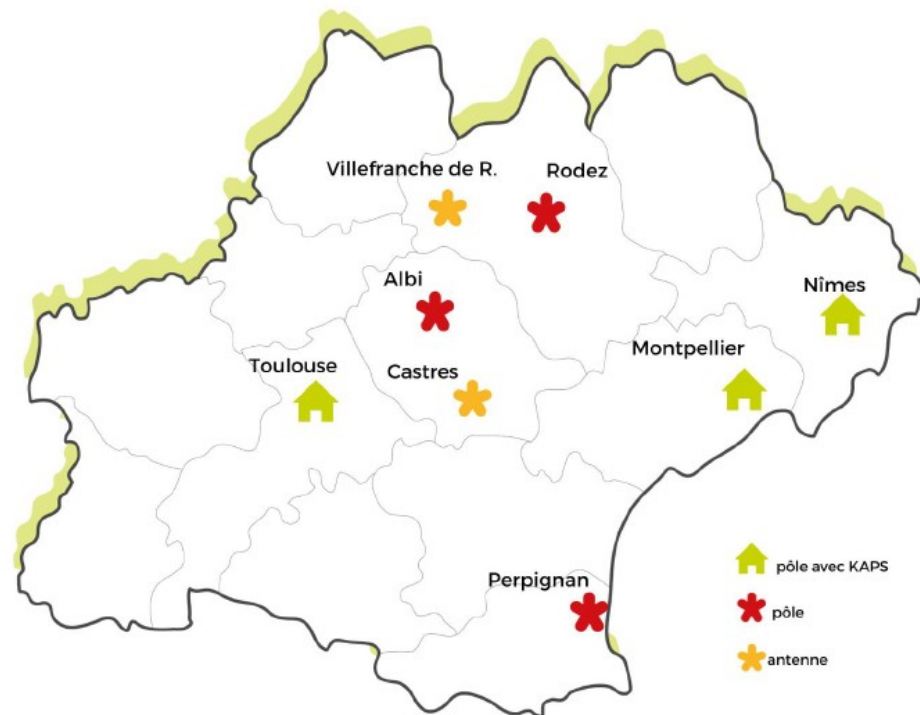 Villefranche de R.
Rodez
Albi
Nîmes
Montpellier
Toulouse
Castres
pôle avec KAPS
Perpignan
pôle
antenne